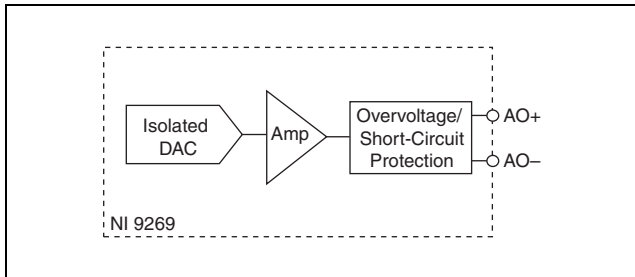 Isolated
DAC
Amp
Overvoltage/
Short-Circuit
Protection
AO+
AO–
NI 9269